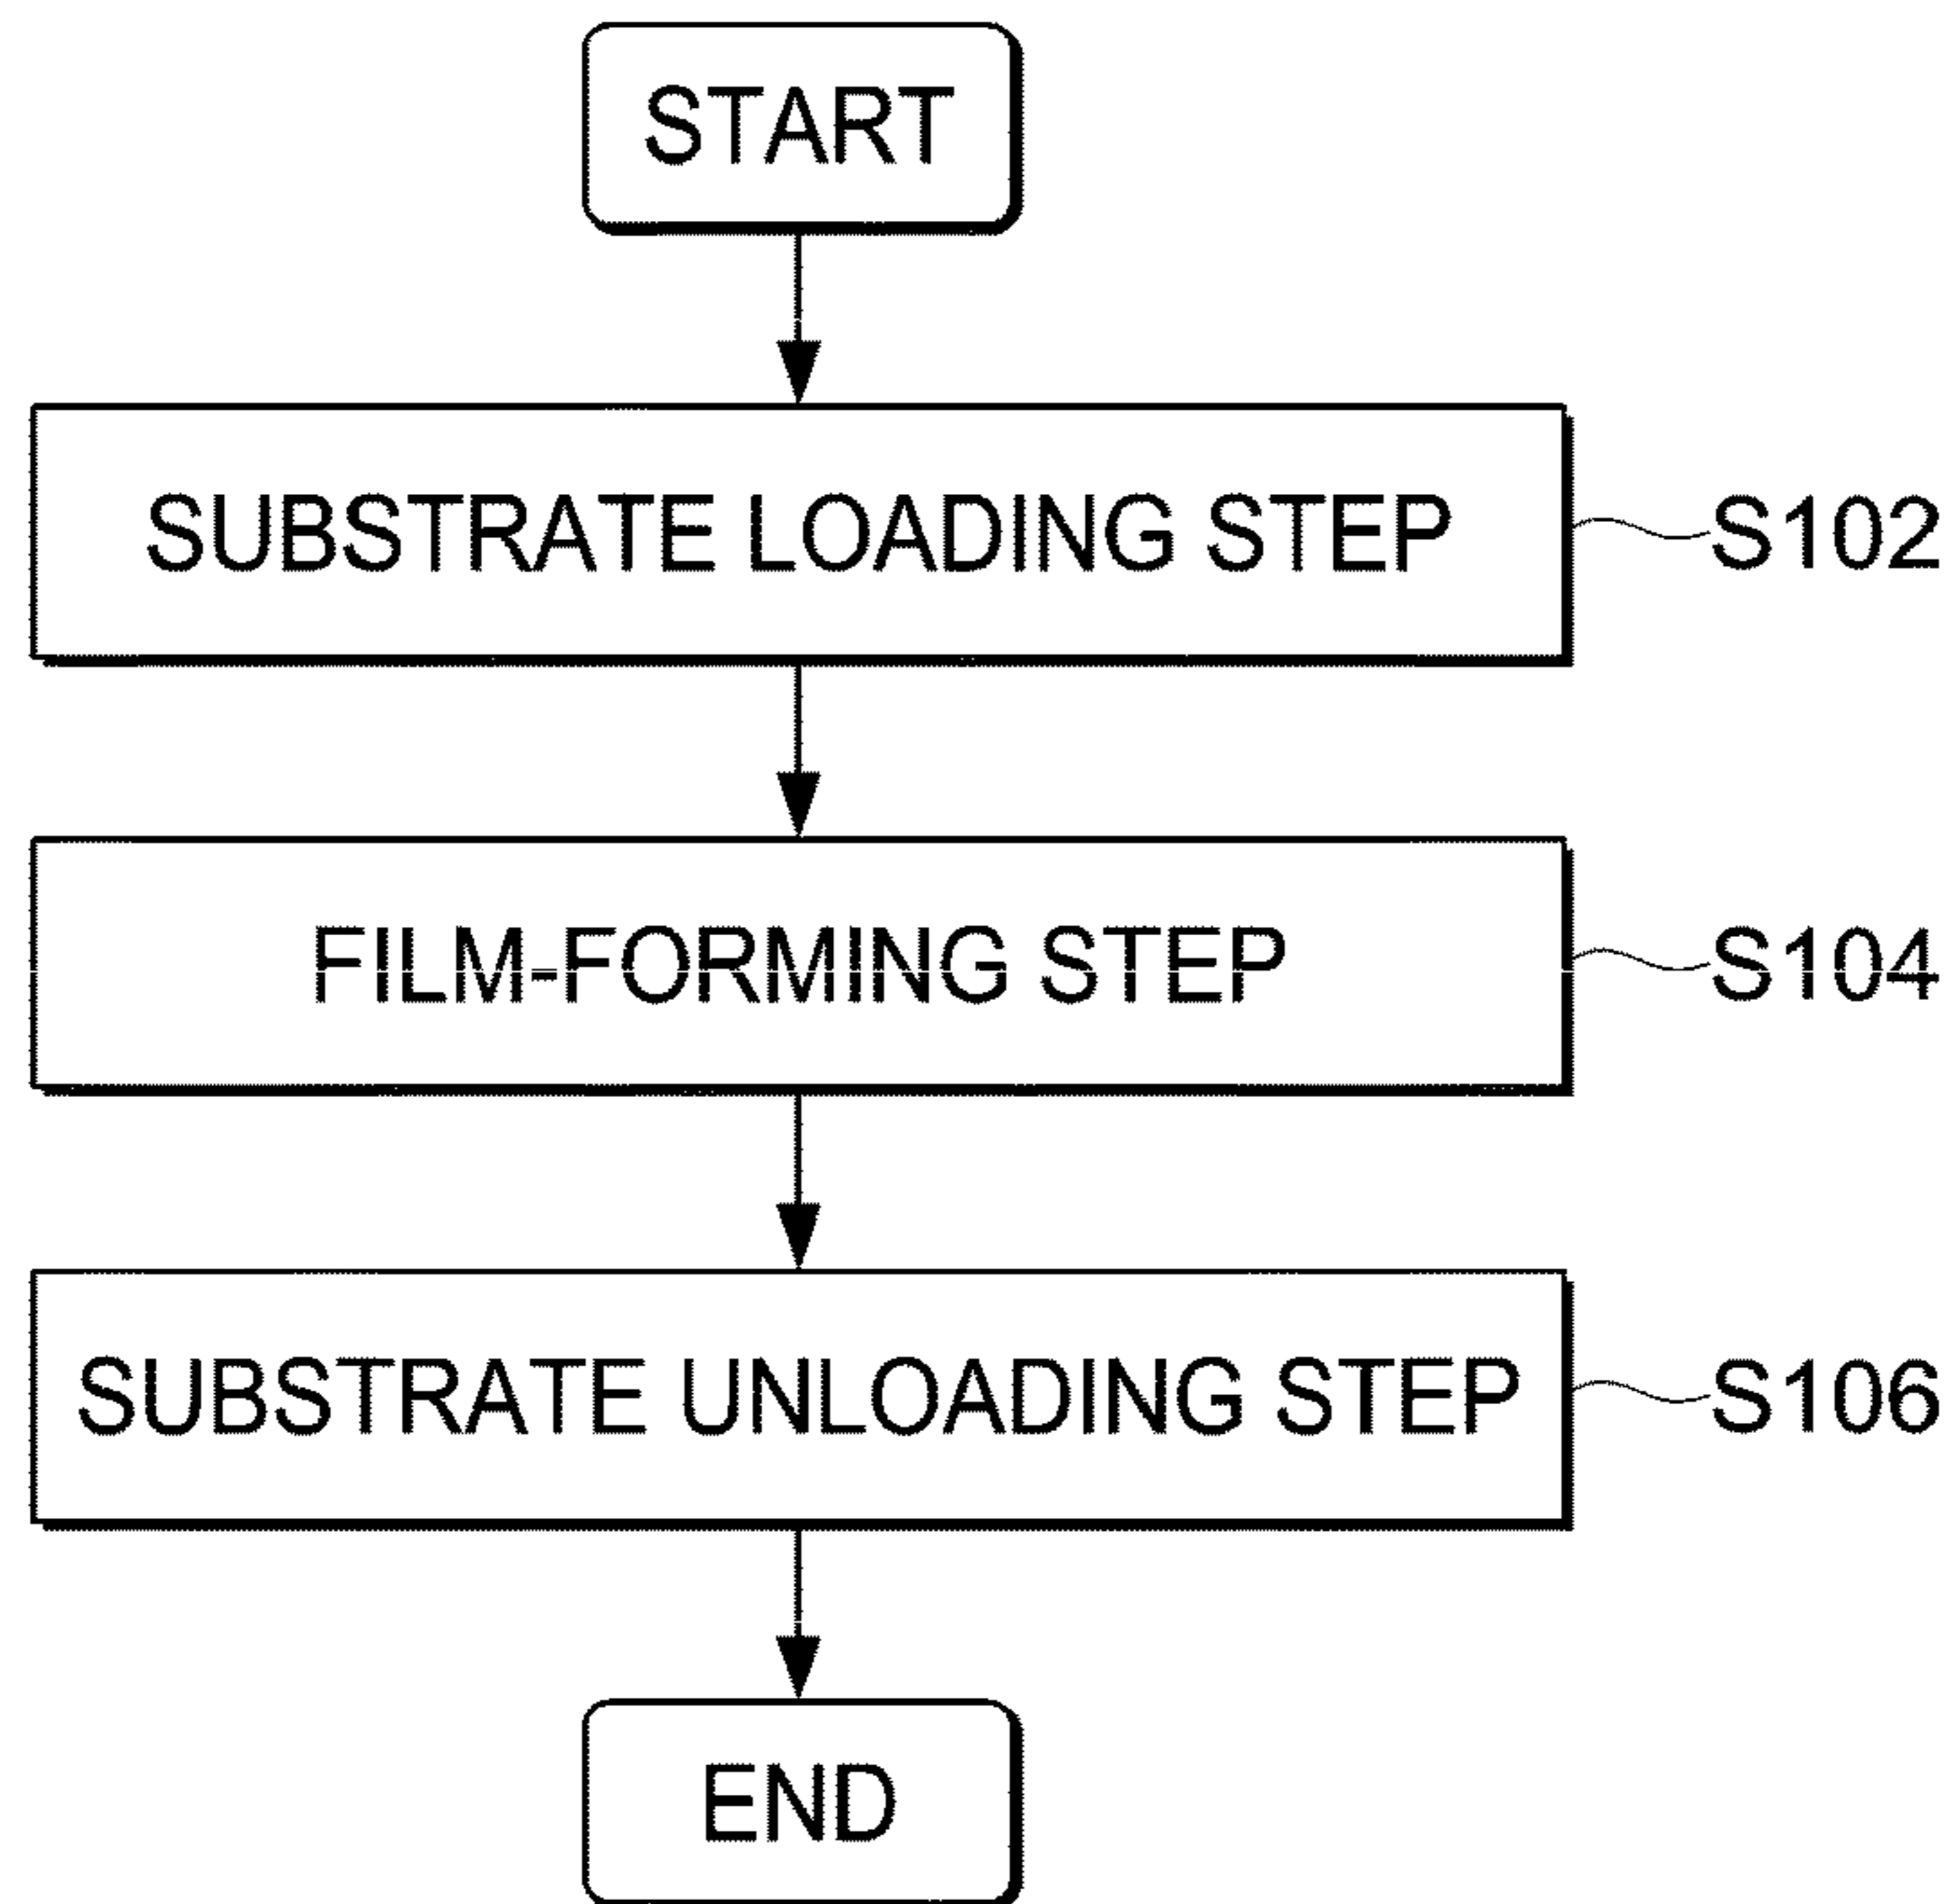 START
SUBSTRATE LOADING STEP
S102
FILM-FORMING STEP
S104
SUBSTRATE UNLOADING STEP
S106
END